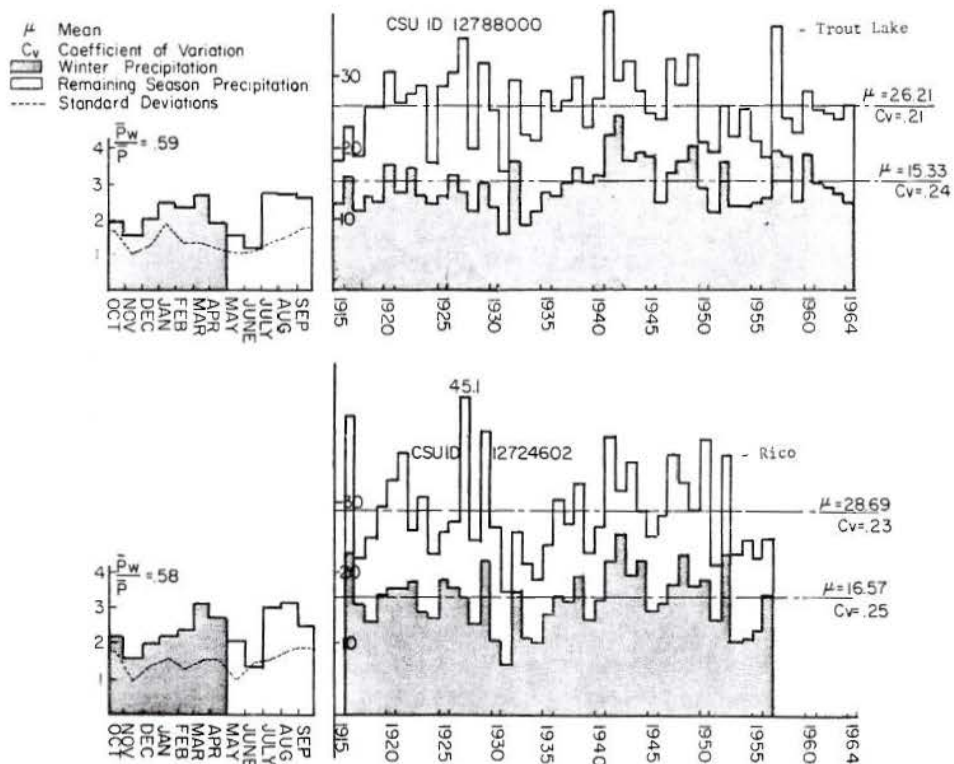 μ Mean
Cv Coefficient of Variation
Winter Precipitation
Remaining Season Precipitation
Standard Deviations
CSU ID 12788000
- Trout Lake
P̅w/P̅ = .59
4
3
2
1
OCT
NOV
DEC
JAN
FEB
MAR
APR
MAY
JUNE
JULY
AUG
SEP
30
20
10
μ = 26.21
Cv=.21
μ = 15.33
Cv=.24
1915
1920
1925
1930
1935
1940
1945
1950
1955
1960
1964
45.1
CSU ID 12724602
- Rico
P̅w/P̅ = .58
4
3
2
1
OCT
NOV
DEC
JAN
FEB
MAR
APR
MAY
JUNE
JULY
AUG
SEP
30
20
10
μ = 28.69
Cv=.23
μ = 16.57
Cv=.25
1915
1920
1925
1930
1935
1940
1945
1950
1955
1960
1964